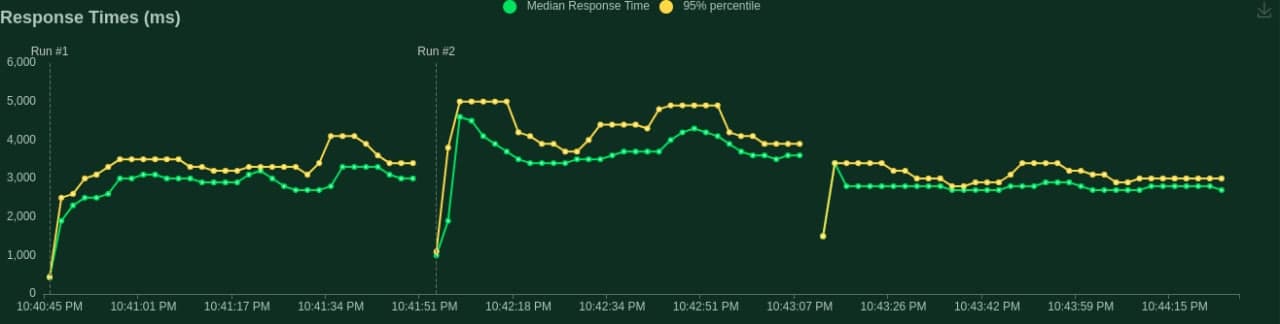 Response Times (ms)
Median Response Time
95% percentile
Run #1
Run #2
6,000
5,000
4,000
3,000
2,000
1,000
0
10:40:45 PM
10:41:01 PM
10:41:17 PM
10:41:34 PM
10:41:51 PM
10:42:18 PM
10:42:34 PM
10:42:51 PM
10:43:07 PM
10:43:26 PM
10:43:42 PM
10:43:59 PM
10:44:15 PM